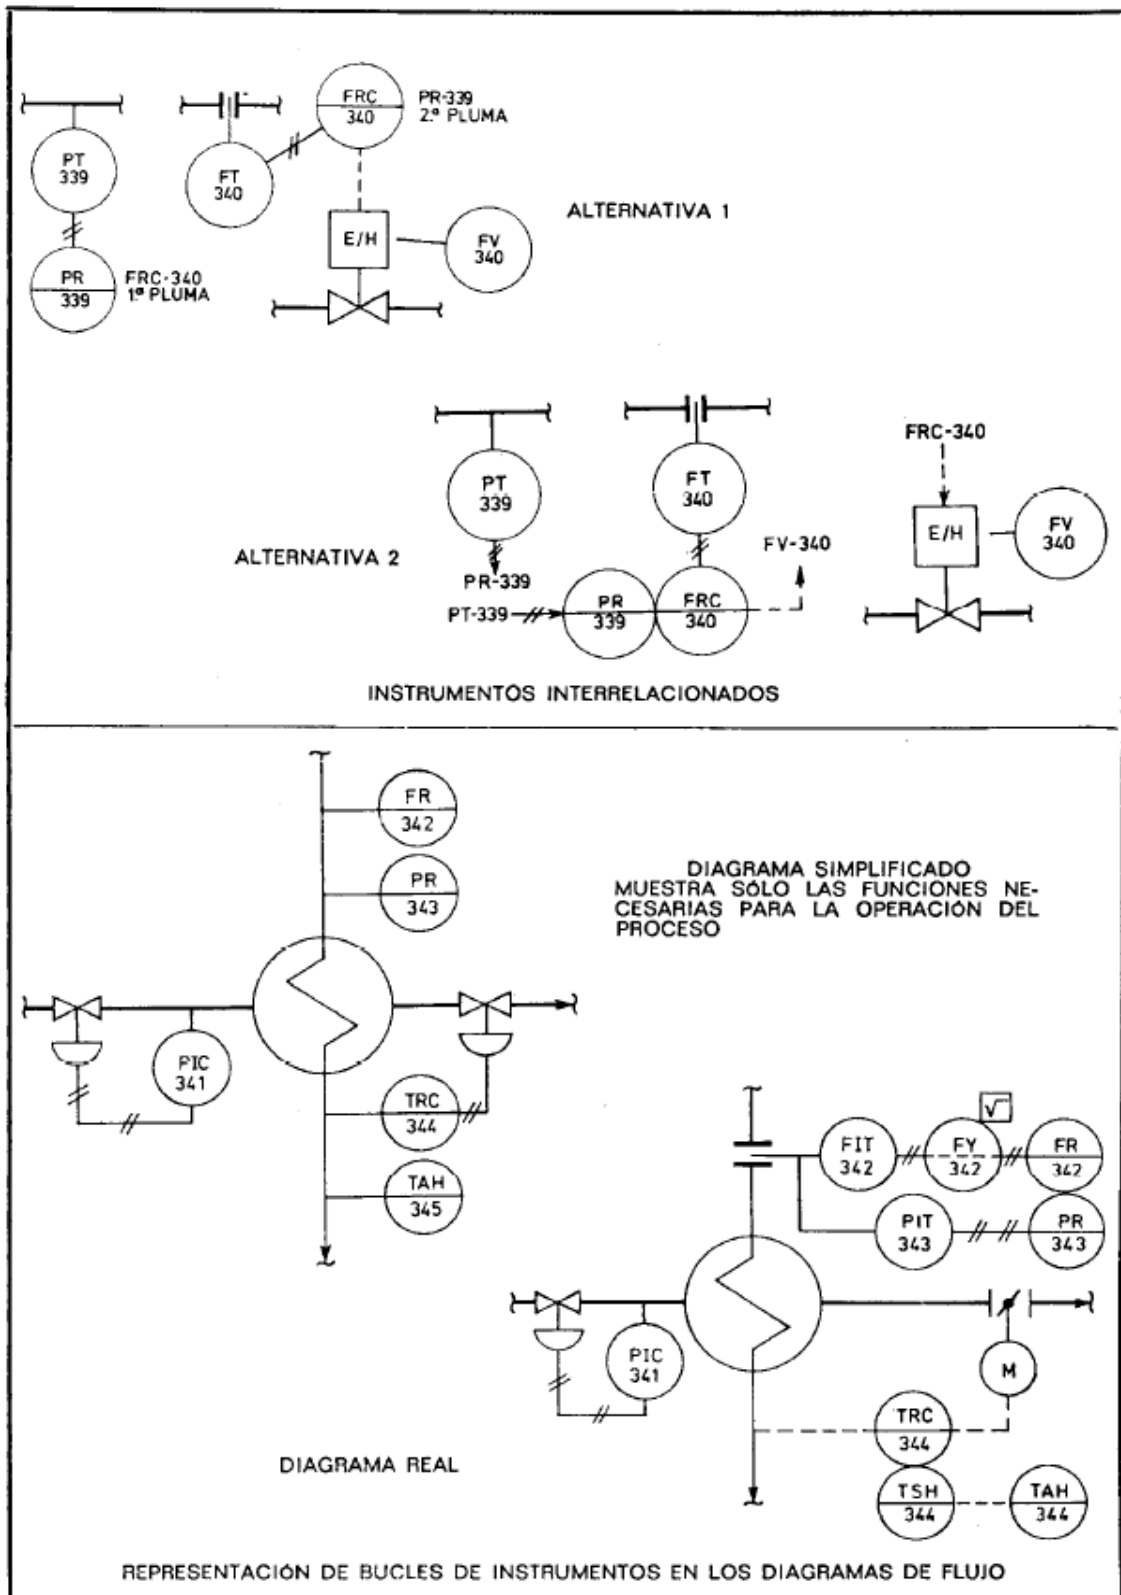 FRC
340
PR-339
2.ª PLUMA
PT
339
FT
340
ALTERNATIVA 1
E/H
FV
340
PR
339
FRC-340
1.ª PLUMA
FRC-340
PT
339
FT
340
E/H
FV
340
ALTERNATIVA 2
FV-340
PR-339
PT-339
PR
339
FRC
340
INSTRUMENTOS INTERRELACIONADOS
FR
342
PR
343
DIAGRAMA SIMPLIFICADO
MUESTRA SÓLO LAS FUNCIONES NE-
CESARIAS PARA LA OPERACIÓN DEL
PROCESO
PIC
341
TRC
344
TAH
345
√
FIT
342
FY
342
FR
342
PIT
343
PR
343
PIC
341
M
TRC
344
DIAGRAMA REAL
TSH
344
TAH
344
REPRESENTACIÓN DE BUCLES DE INSTRUMENTOS EN LOS DIAGRAMAS DE FLUJO